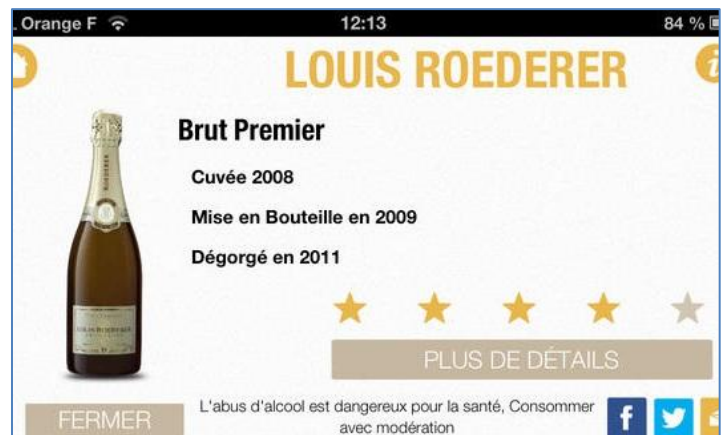 . Orange F 12:13 84 %
LOUIS ROEDERER
Brut Premier
Cuvée 2008
Mise en Bouteille en 2009
Dégorgé en 2011
PLUS DE DÉTAILS
FERMER
L'abus d'alcool est dangereux pour la santé, Consommer
avec modération